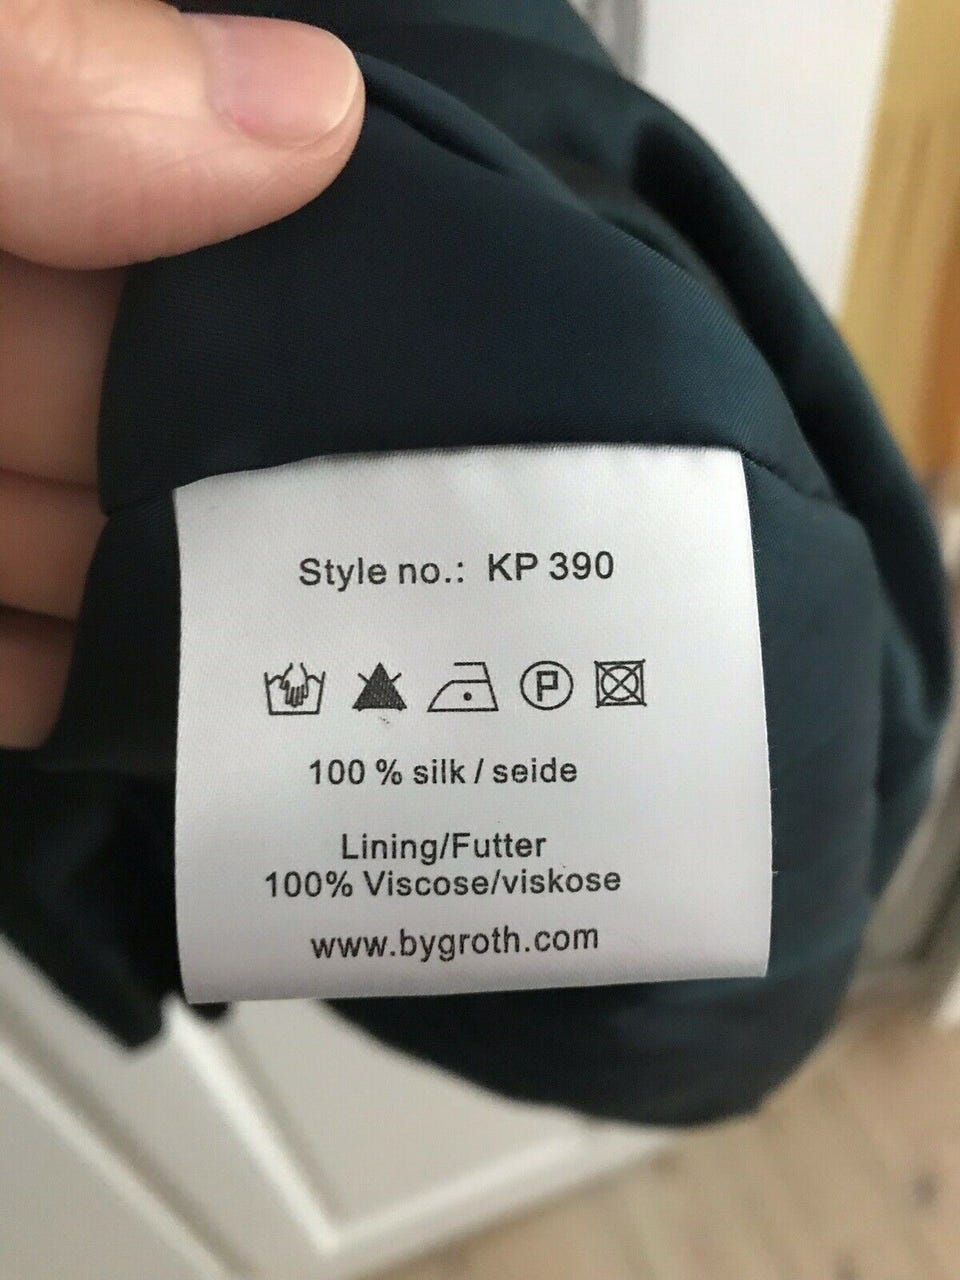 Style no.: KP 390
P
100 % silk / seide
Lining/Futter
100% Viscose/viskose
www.bygroth.com